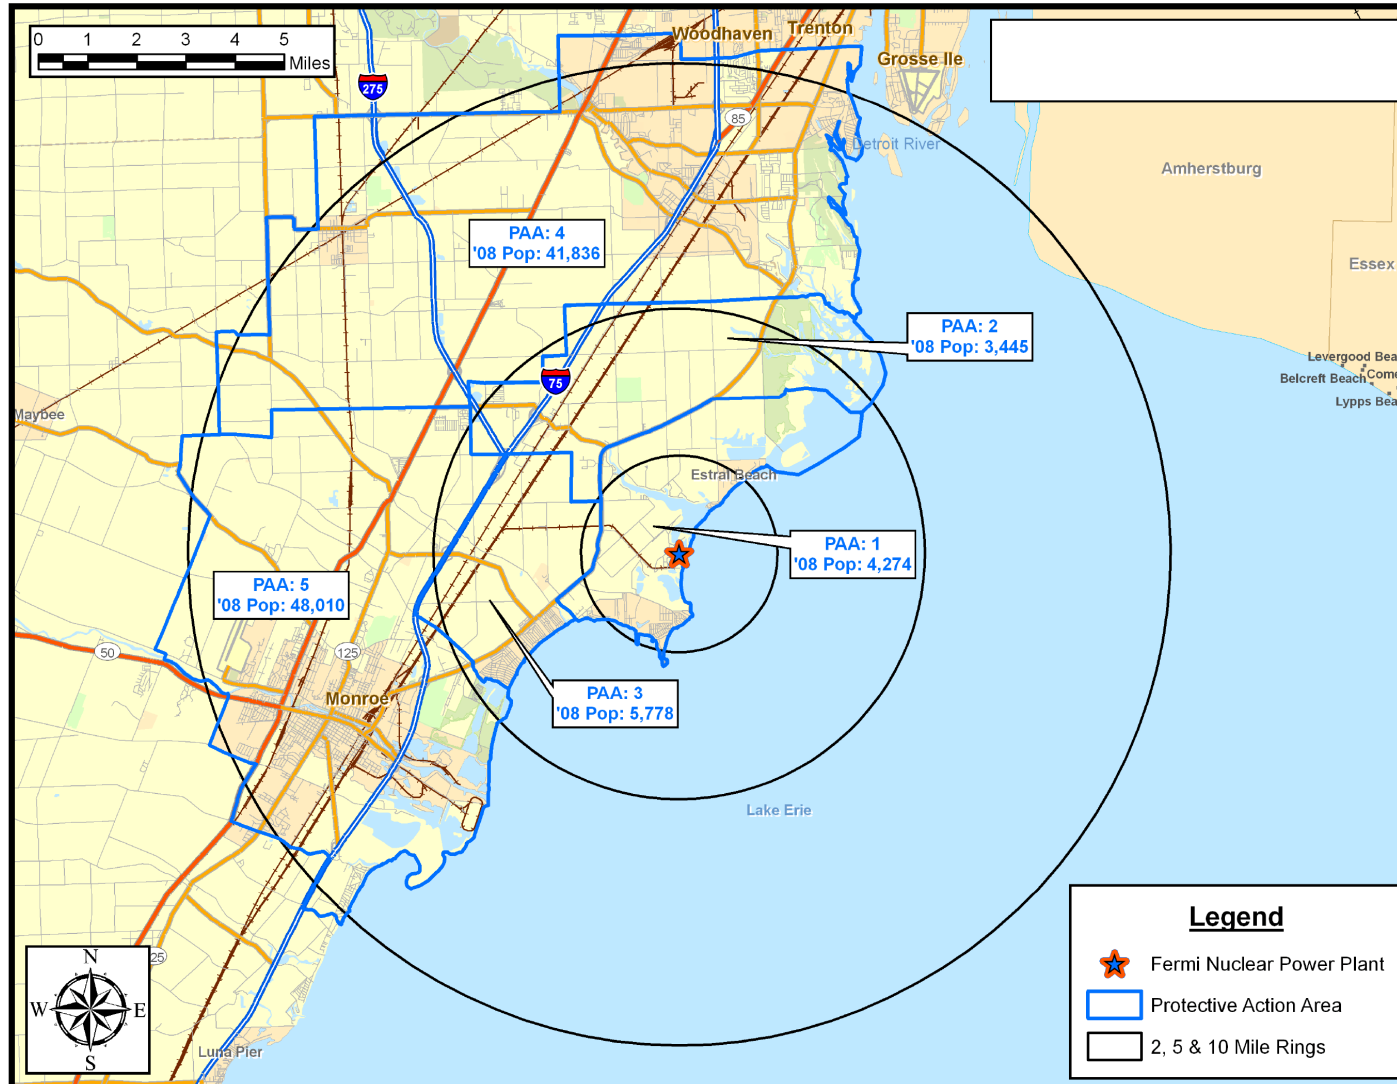 0 1 2 3 4 5
Miles
Woodhaven
Trenton
Grosse Ile
275
85
Detroit River
Amherstburg
PAA: 4
'08 Pop: 41,836
Essex
PAA: 2
'08 Pop: 3,445
Levergood Bea
Belcreft Beach
Come
Lypps Bea
75
Maybee
Estral Beach
PAA: 1
'08 Pop: 4,274
PAA: 5
'08 Pop: 48,010
50
125
Monroe
PAA: 3
'08 Pop: 5,778
Lake Erie
Legend
Fermi Nuclear Power Plant
Protective Action Area
2, 5 & 10 Mile Rings
N
W E
S
25
Luna Pier